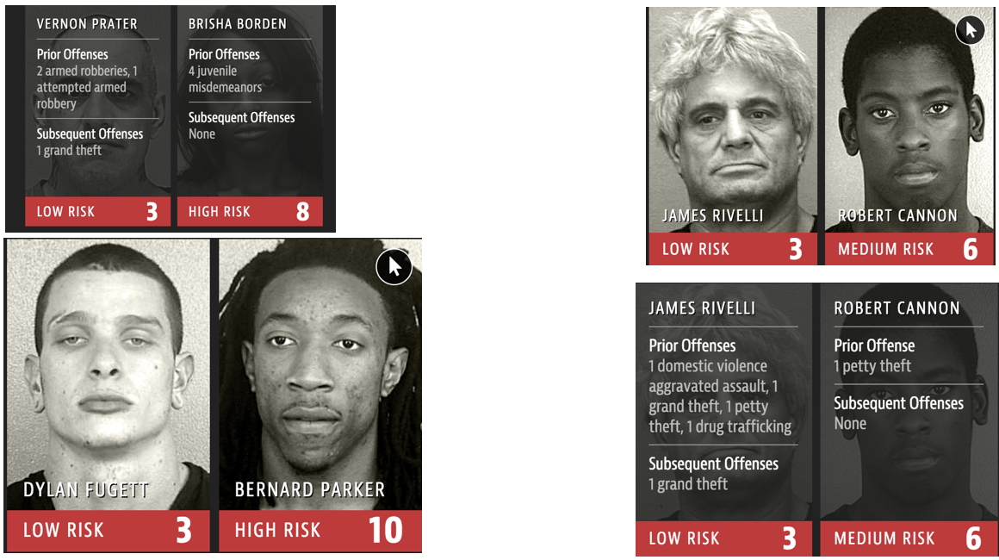 VERNON PRATER
Prior Offenses
2 armed robberies, 1
attempted armed
robbery
Subsequent Offenses
1 grand theft
LOW RISK 3
BRISHA BORDEN
Prior Offenses
4 juvenile
misdemeanors
Subsequent Offenses
None
HIGH RISK 8
JAMES RIVELLI
LOW RISK 3
ROBERT CANNON
MEDIUM RISK 6
DYLAN FUGETT
LOW RISK 3
BERNARD PARKER
HIGH RISK 10
JAMES RIVELLI
Prior Offenses
1 domestic violence
aggravated assault, 1
grand theft, 1 petty
theft, 1 drug trafficking
Subsequent Offenses
1 grand theft
LOW RISK 3
ROBERT CANNON
Prior Offense
1 petty theft
Subsequent Offenses
None
MEDIUM RISK 6